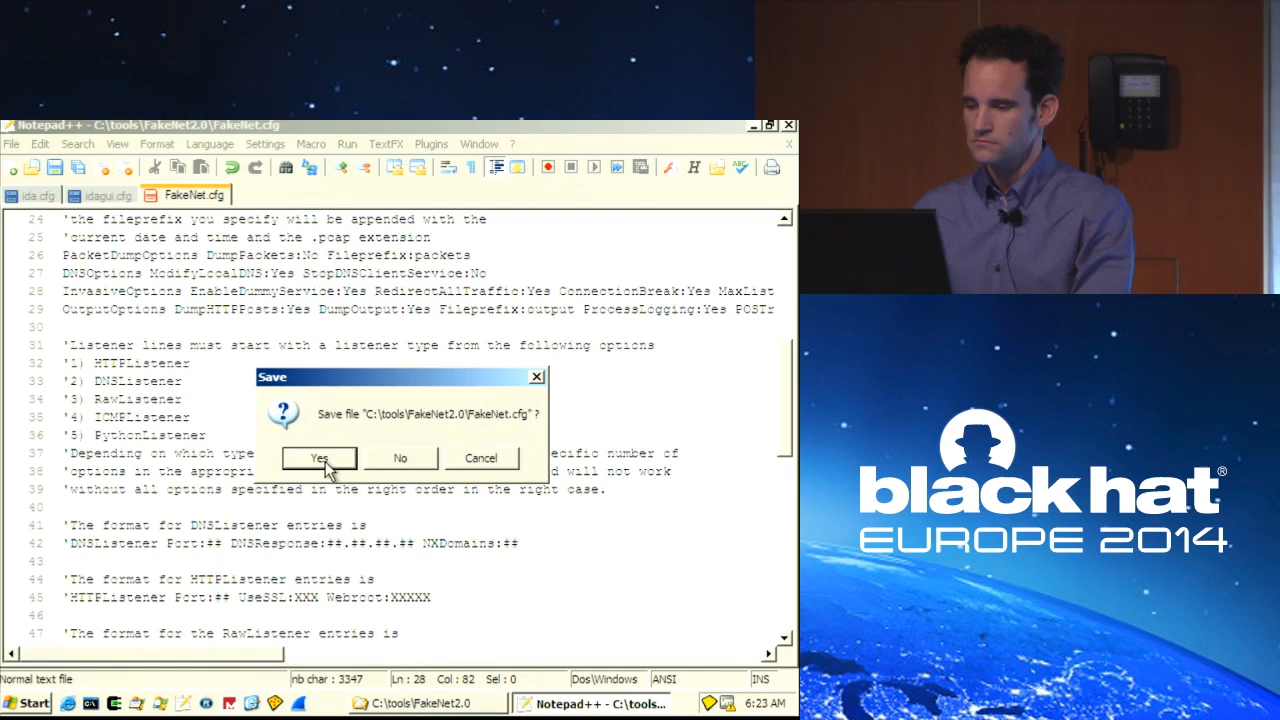 Notepad++ - C:\tools\FakeNet2.0\FakeNet.cfg
File Edit Search View Format Language Settings Macro Run TextFX Plugins Window ? X
ida.cfg idagui.cfg FakeNet.cfg
24 'the fileprefix you specify will be appended with the
25 'current date and time and the .pcap extension
26 PacketDumpOptions DumpPackets:No Fileprefix:packets
27 DNSOptions ModifyLocalDNS:Yes StopDNSClientService:No
28 InvasiveOptions EnableDummyService:Yes RedirectAllTraffic:Yes ConnectionBreak:Yes MaxList
29 OutputOptions DumpHTTPPosts:Yes DumpOutput:Yes Fileprefix:output ProcessLogging:Yes POSTr
30
31 'Listener lines must start with a listener type from the following options
32 '1) HTTPListener
33 '2) DNSListener
34 '3) RawListener
35 '4) ICMPListener
36 '5) PythonListener
37 'Depending on which type ecific number of
38 'options in the appropri d will not work
39 'without all options specified in the right order in the right case.
40
41 'The format for DNSListener entries is
42 'DNSListener Port:## DNSResponse:##.##.##.## NXDomains:##
43
44 'The format for HTTPListener entries is
45 'HTTPListener Port:## UseSSL:XXX Webroot:XXXXX
46
47 'The format for the RawListener entries is
Save
Save file "C:\tools\FakeNet2.0\FakeNet.cfg" ?
Yes No Cancel
Normal text file nb char : 3347 Ln : 28 Col : 82 Sel : 0 Dos\Windows ANSI INS
Start C:\tools\FakeNet2.0 Notepad++ - C:\tools... 6:23 AM
black hat®
EUROPE 2014